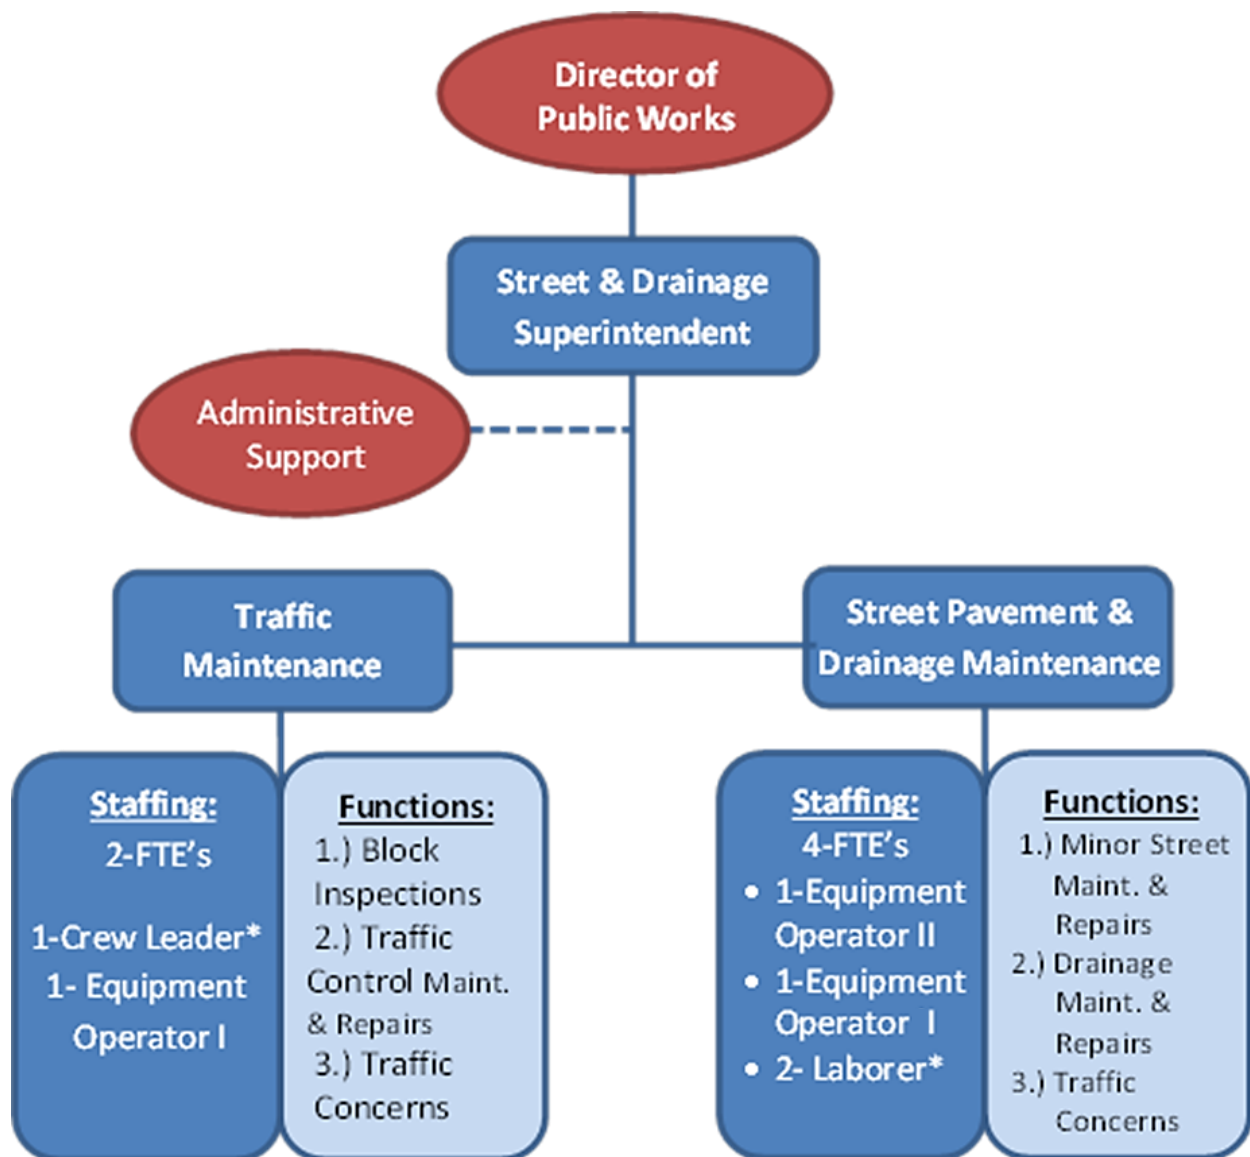 Director of
Public Works
Street & Drainage
Superintendent
Administrative
Support
Traffic
Maintenance
Street Pavement &
Drainage Maintenance
Staffing:
2-FTE's
1-Crew Leader*
1- Equipment
Operator I
Functions:
1.) Block
Inspections
2.) Traffic
Control Maint.
& Repairs
3.) Traffic
Concerns
Staffing:
4-FTE's
• 1-Equipment
Operator II
• 1-Equipment
Operator I
• 2- Laborer*
Functions:
1.) Minor Street
Maint. &
Repairs
2.) Drainage
Maint. &
Repairs
3.) Traffic
Concerns